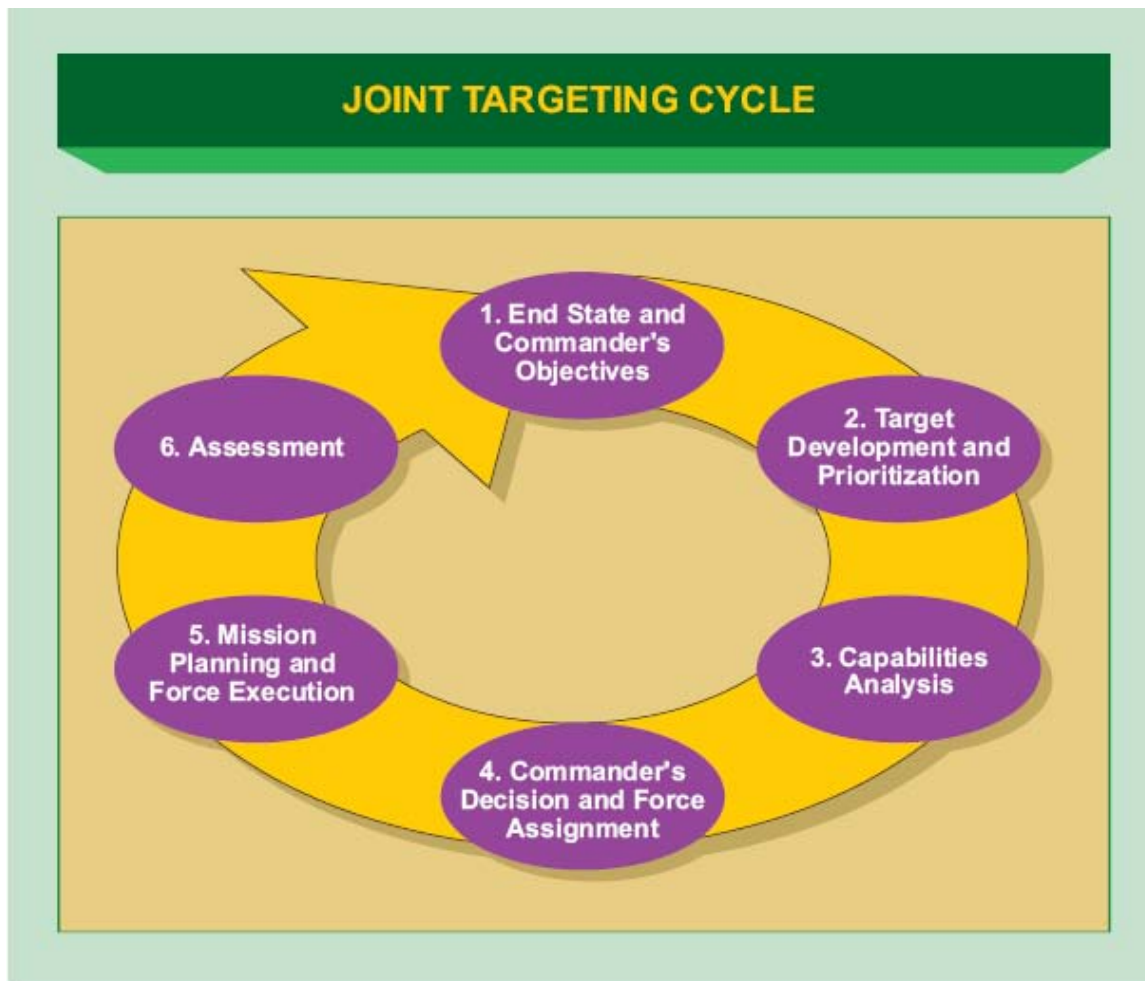 JOINT TARGETING CYCLE
1. End State and
Commander's
Objectives
2. Target
Development and
Prioritization
3. Capabilities
Analysis
4. Commander's
Decision and Force
Assignment
5. Mission
Planning and
Force Execution
6. Assessment